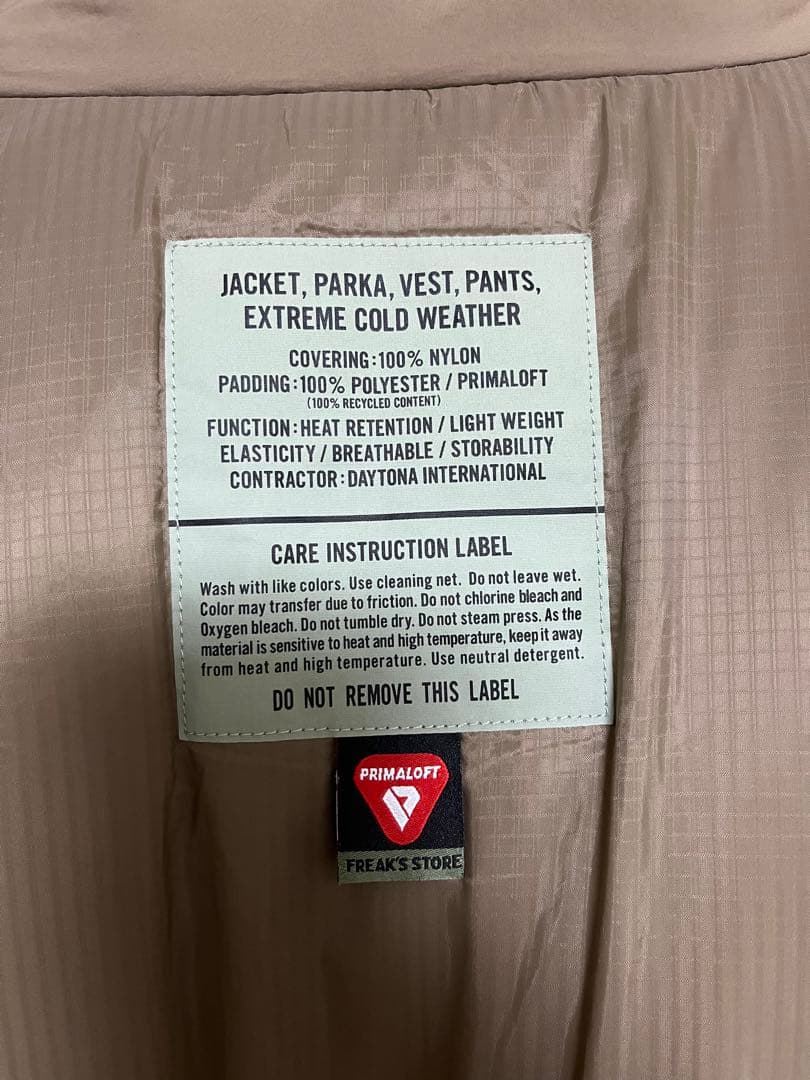 JACKET, PARKA, VEST, PANTS,
EXTREME COLD WEATHER
COVERING:100% NYLON
PADDING:100% POLYESTER / PRIMALOFT
(100% RECYCLED CONTENT)
FUNCTION:HEAT RETENTION / LIGHT WEIGHT
ELASTICITY / BREATHABLE / STORABILITY
CONTRACTOR:DAYTONA INTERNATIONAL
CARE INSTRUCTION LABEL
Wash with like colors. Use cleaning net. Do not leave wet.
Color may transfer due to friction. Do not chlorine bleach and
Oxygen bleach. Do not tumble dry. Do not steam press. As the
material is sensitive to heat and high temperature, keep it away
from heat and high temperature. Use neutral detergent.
DO NOT REMOVE THIS LABEL
PRIMALOFT
FREAK'S STORE